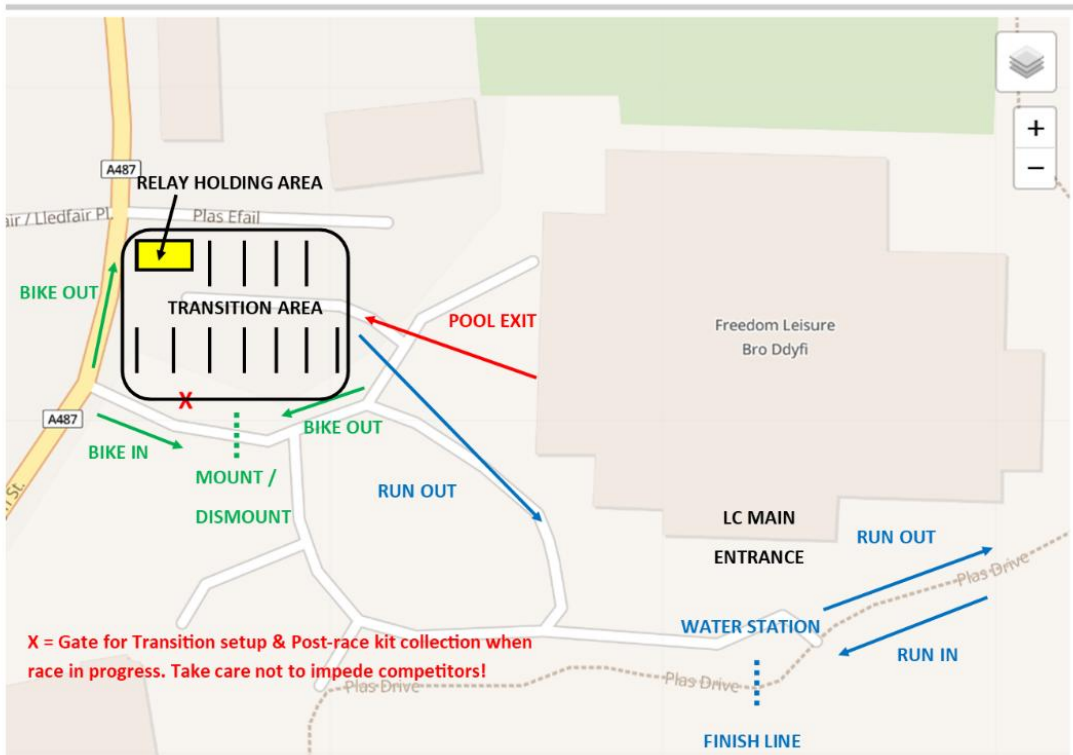 +
−
A487
RELAY HOLDING AREA
air / Lledfair Pl.
Plas Efail
BIKE OUT
TRANSITION AREA
POOL EXIT
Freedom Leisure
Bro Ddyfi
X
A487
BIKE OUT
BIKE IN
MOUNT /
DISMOUNT
RUN OUT
St.
LC MAIN
ENTRANCE
RUN OUT
Plas Drive
WATER STATION
RUN IN
X = Gate for Transition setup & Post-race kit collection when
race in progress. Take care not to impede competitors!
Plas Drive
Plas Drive
FINISH LINE